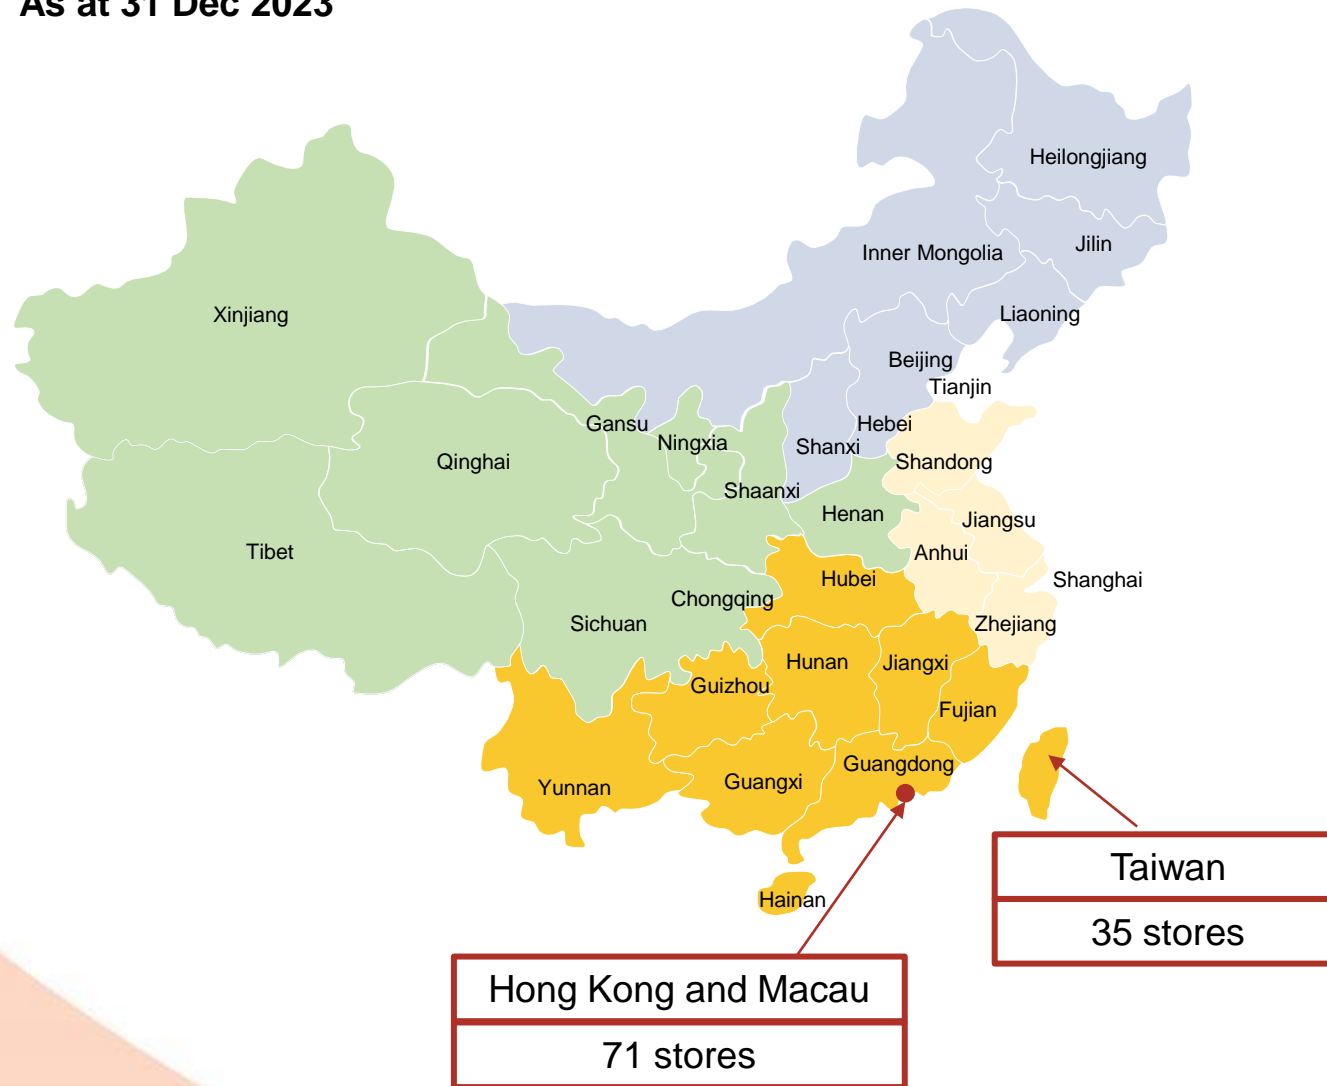 As at 31 Dec 2023
Heilongjiang
Jilin
Inner Mongolia
Liaoning
Xinjiang
Beijing
Tianjin
Gansu
Hebei
Ningxia
Shanxi
Qinghai
Shandong
Shaanxi
Henan
Jiangsu
Tibet
Anhui
Hubei
Shanghai
Chongqing
Sichuan
Zhejiang
Hunan
Jiangxi
Guizhou
Fujian
Guangdong
Guangxi
Yunnan
Taiwan
35 stores
Hainan
Hong Kong and Macau
71 stores